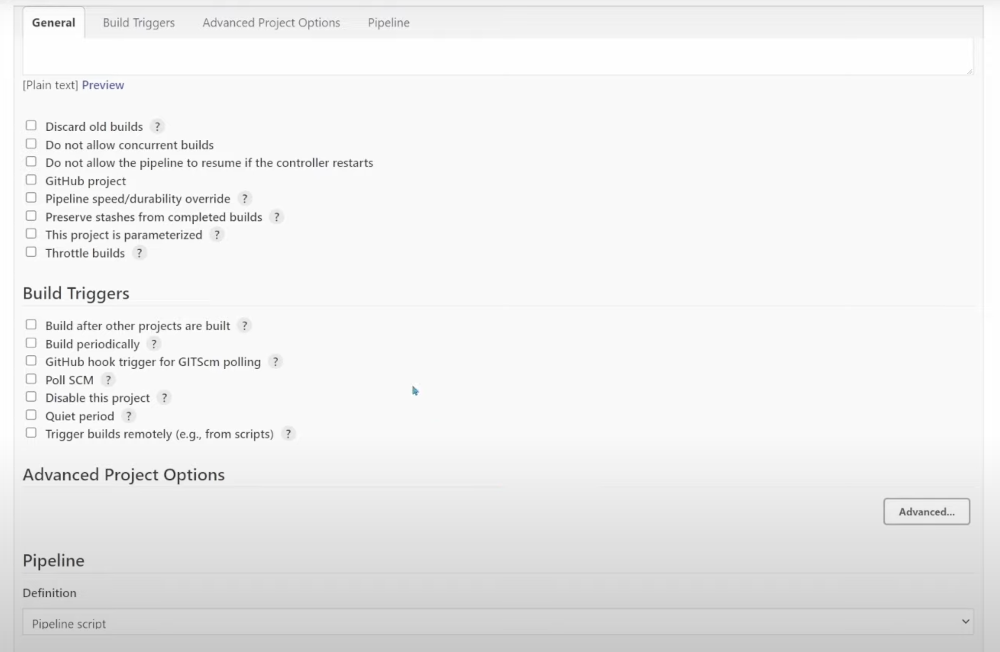 General Build Triggers Advanced Project Options Pipeline
[Plain text] Preview
Discard old builds ?
Do not allow concurrent builds
Do not allow the pipeline to resume if the controller restarts
GitHub project
Pipeline speed/durability override ?
Preserve stashes from completed builds ?
This project is parameterized ?
Throttle builds ?
Build Triggers
Build after other projects are built ?
Build periodically ?
GitHub hook trigger for GITScm polling ?
Poll SCM ?
Disable this project ?
Quiet period ?
Trigger builds remotely (e.g., from scripts) ?
Advanced Project Options
Advanced...
Pipeline
Definition
Pipeline script